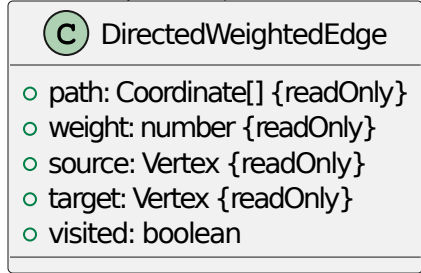 C DirectedWeightedEdge
path: Coordinate[] {readOnly}
weight: number {readOnly}
source: Vertex {readOnly}
target: Vertex {readOnly}
visited: boolean